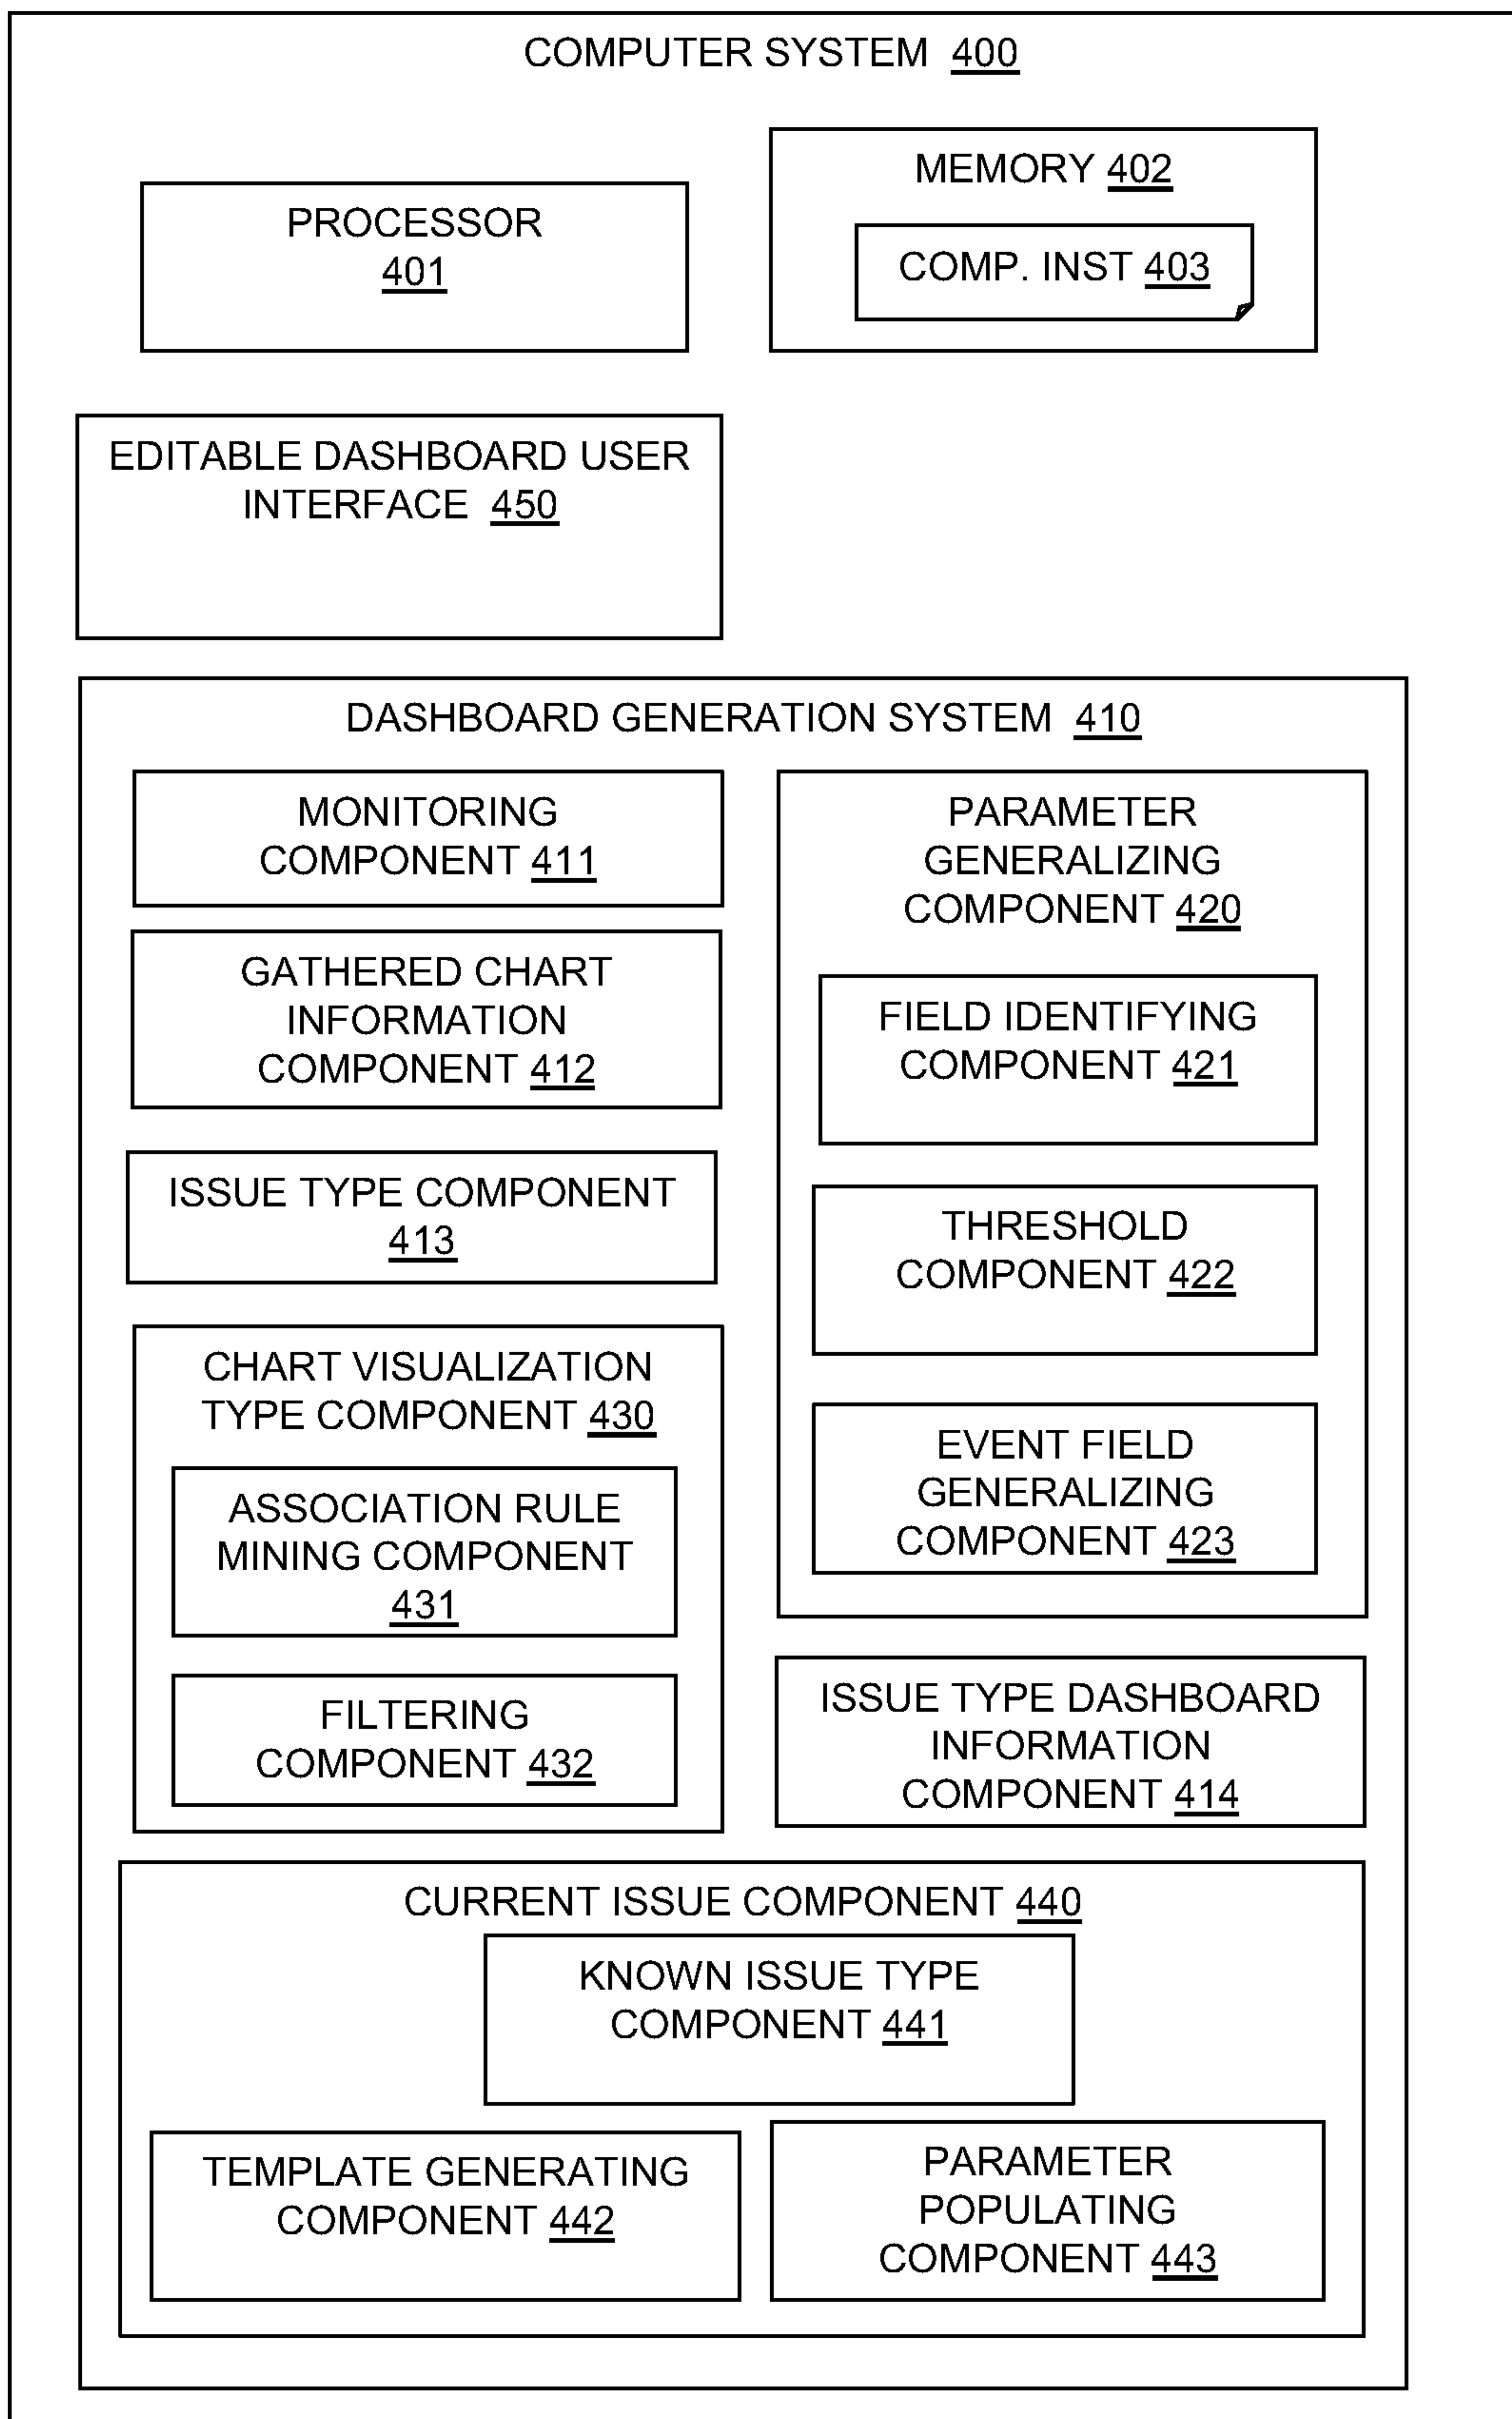 COMPUTER SYSTEM 400
PROCESSOR
401
MEMORY 402
COMP. INST 403
EDITABLE DASHBOARD USER
INTERFACE 450
DASHBOARD GENERATION SYSTEM 410
MONITORING
COMPONENT 411
GATHERED CHART
INFORMATION
COMPONENT 412
ISSUE TYPE COMPONENT
413
CHART VISUALIZATION
TYPE COMPONENT 430
ASSOCIATION RULE
MINING COMPONENT
431
FILTERING
COMPONENT 432
PARAMETER
GENERALIZING
COMPONENT 420
FIELD IDENTIFYING
COMPONENT 421
THRESHOLD
COMPONENT 422
EVENT FIELD
GENERALIZING
COMPONENT 423
ISSUE TYPE DASHBOARD
INFORMATION
COMPONENT 414
CURRENT ISSUE COMPONENT 440
KNOWN ISSUE TYPE
COMPONENT 441
TEMPLATE GENERATING
COMPONENT 442
PARAMETER
POPULATING
COMPONENT 443